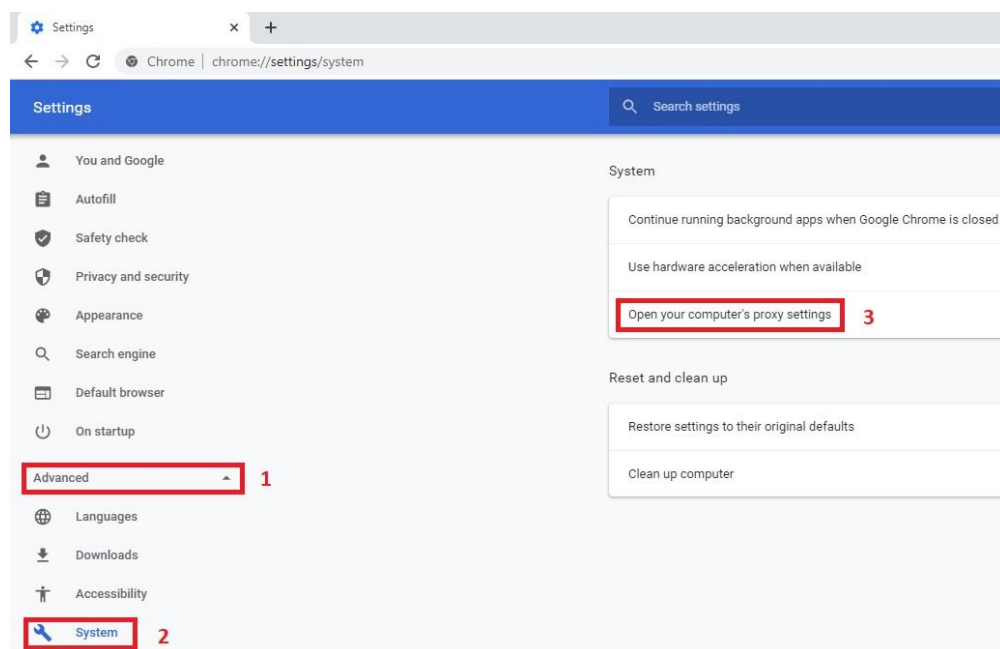 Settings
Chrome | chrome://settings/system
Settings
Search settings
You and Google
Autofill
Safety check
Privacy and security
Appearance
Search engine
Default browser
On startup
Advanced 1
Languages
Downloads
Accessibility
System 2
System
Continue running background apps when Google Chrome is closed
Use hardware acceleration when available
Open your computer's proxy settings 3
Reset and clean up
Restore settings to their original defaults
Clean up computer